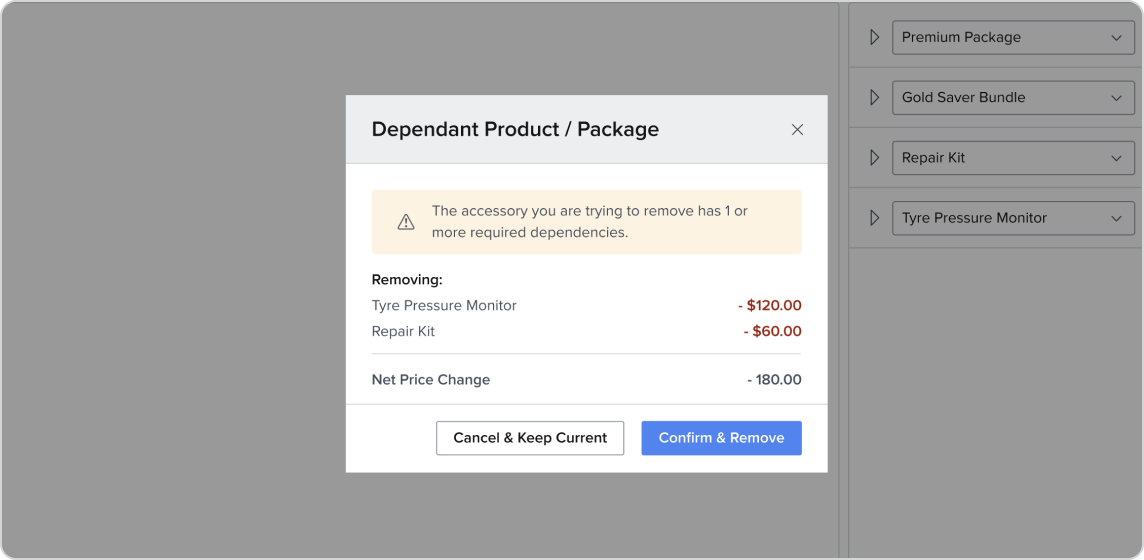 Premium Package
Gold Saver Bundle
Repair Kit
Tyre Pressure Monitor
Dependant Product / Package
The accessory you are trying to remove has 1 or
more required dependencies.
Removing:
Tyre Pressure Monitor - $120.00
Repair Kit - $60.00
Net Price Change - 180.00
Cancel & Keep Current Confirm & Remove